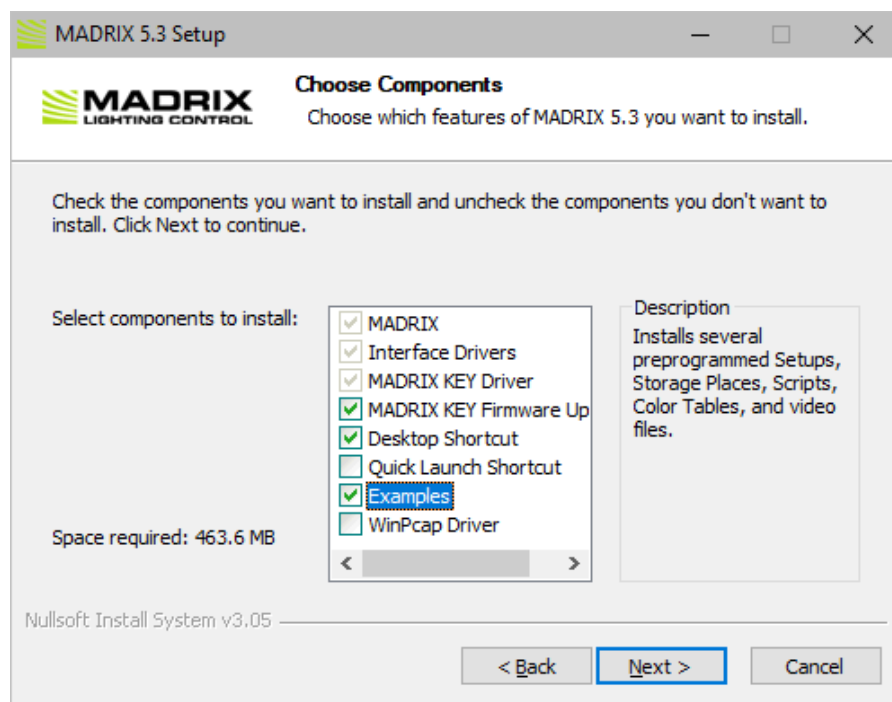 MADRIX 5.3 Setup
MADRIX
LIGHTING CONTROL
Choose Components
Choose which features of MADRIX 5.3 you want to install.
Check the components you want to install and uncheck the components you don't want to
install. Click Next to continue.
Select components to install:
MADRIX
Interface Drivers
MADRIX KEY Driver
MADRIX KEY Firmware Up
Desktop Shortcut
Quick Launch Shortcut
Examples
WinPcap Driver
Space required: 463.6 MB
Description
Installs several
preprogrammed Setups,
Storage Places, Scripts,
Color Tables, and video
files.
Nullsoft Install System v3.05
< Back
Next >
Cancel